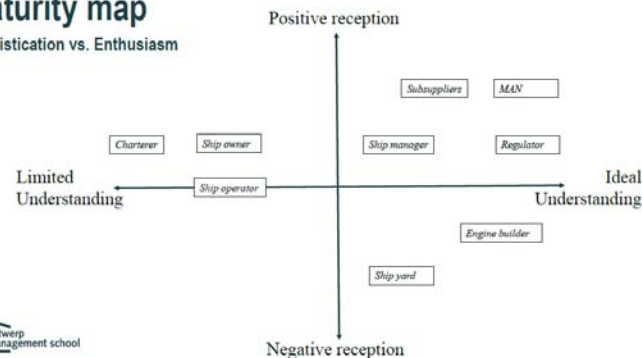 aturity map
istication vs. Enthusiasm
Positive reception
Subsuppliers
MAN
Charterer
Ship owner
Ship manager
Regulator
Limited
Understanding
Ship operator
Ideal
Understanding
Engine builder
Ship yard
twerp
nagement school
Negative reception